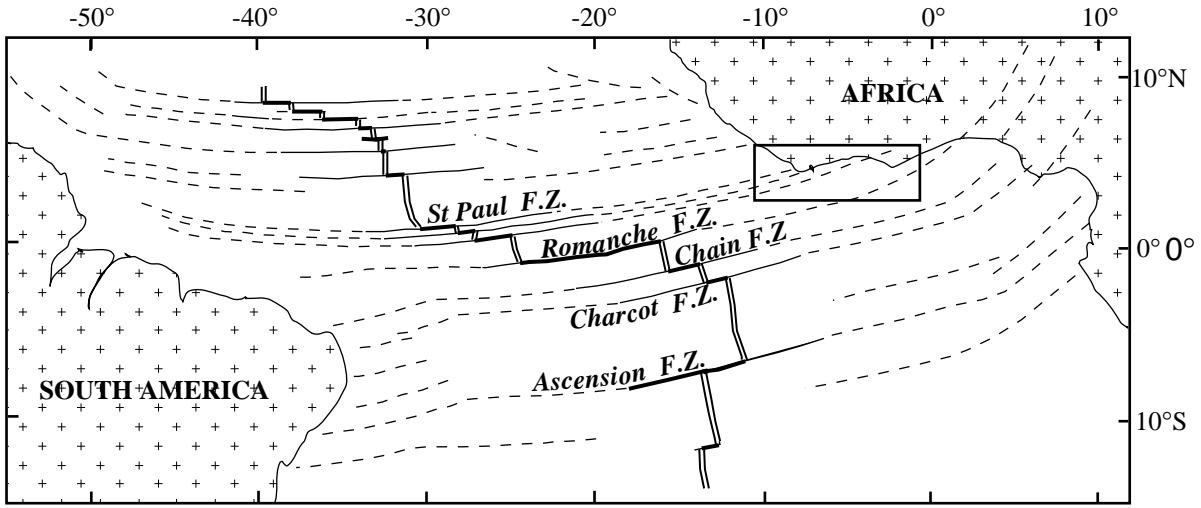 -50° -40° -30° -20° -10° 0° 10°
10°N
AFRICA
St Paul F.Z.
Romanche F.Z.
Chain F.Z
0° 0°
Charcot F.Z.
Ascension F.Z.
SOUTH AMERICA
10°S